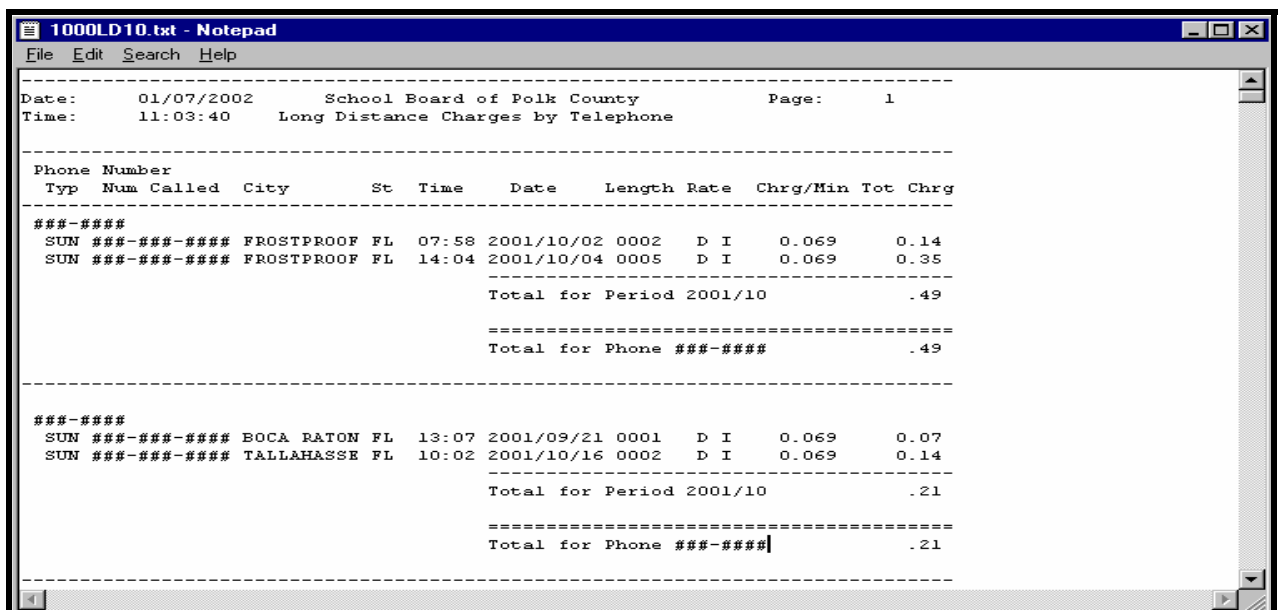 1000LD10.txt - Notepad
File Edit Search Help
--------------------------------------------------------------------------------
Date: 01/07/2002 School Board of Polk County Page: 1
Time: 11:03:40 Long Distance Charges by Telephone
--------------------------------------------------------------------------------
Phone Number
Typ Num Called City St Time Date Length Rate Chrg/Min Tot Chrg
--------------------------------------------------------------------------------
###-####
SUN ###-###-#### FROSTPROOF FL 07:58 2001/10/02 0002 D I 0.069 0.14
SUN ###-###-#### FROSTPROOF FL 14:04 2001/10/04 0005 D I 0.069 0.35
----------------------------------------
Total for Period 2001/10 .49
========================================
Total for Phone ###-#### .49
--------------------------------------------------------------------------------
###-####
SUN ###-###-#### BOCA RATON FL 13:07 2001/09/21 0001 D I 0.069 0.07
SUN ###-###-#### TALLAHASSE FL 10:02 2001/10/16 0002 D I 0.069 0.14
----------------------------------------
Total for Period 2001/10 .21
========================================
Total for Phone ###-#### .21
--------------------------------------------------------------------------------